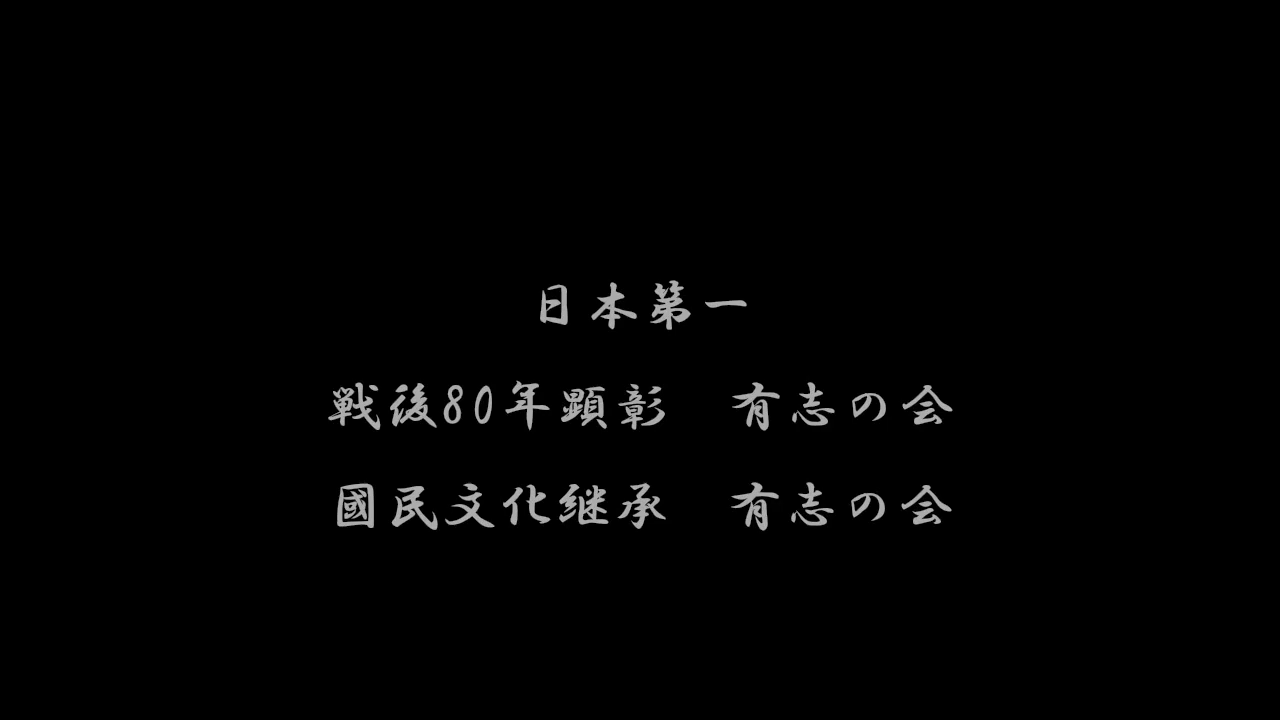 日本第一
戦後80年顕彰　有志の会
國民文化継承　有志の会